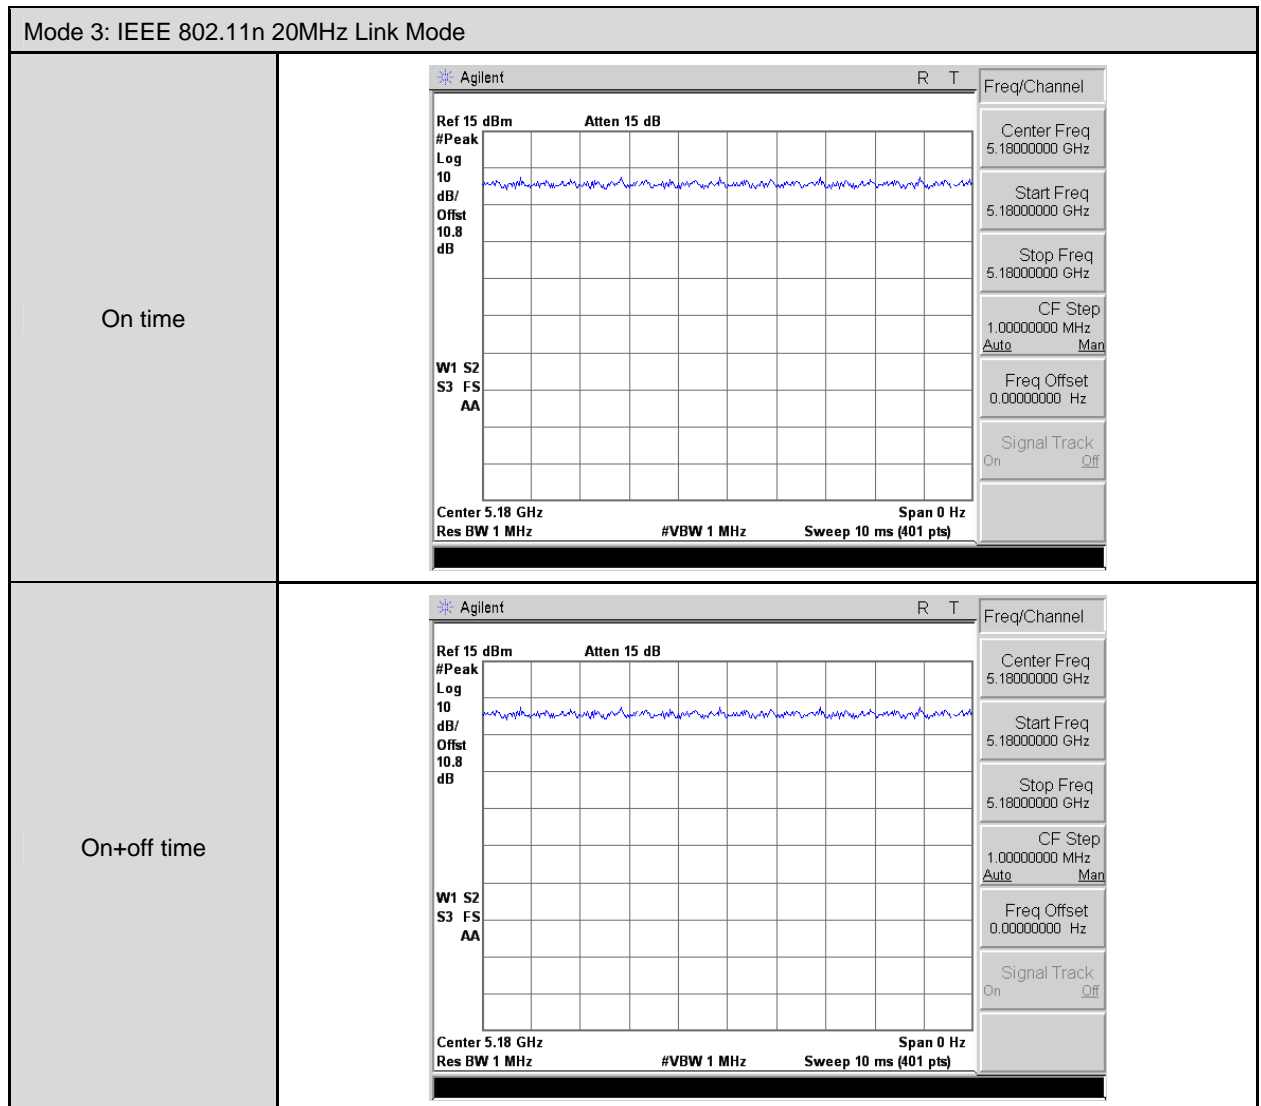 Mode 3: IEEE 802.11n 20MHz Link Mode
On time
Agilent R T
Freq/Channel
Ref 15 dBm Atten 15 dB
#Peak
Log
10
dB/
Offst
10.8
dB
W1 S2
S3 FS
AA
Center 5.18 GHz Span 0 Hz
Res BW 1 MHz #VBW 1 MHz Sweep 10 ms (401 pts)
Center Freq
5.18000000 GHz
Start Freq
5.18000000 GHz
Stop Freq
5.18000000 GHz
CF Step
1.00000000 MHz
Auto Man
Freq Offset
0.00000000 Hz
Signal Track
On Off
On+off time
Agilent R T
Freq/Channel
Ref 15 dBm Atten 15 dB
#Peak
Log
10
dB/
Offst
10.8
dB
W1 S2
S3 FS
AA
Center 5.18 GHz Span 0 Hz
Res BW 1 MHz #VBW 1 MHz Sweep 10 ms (401 pts)
Center Freq
5.18000000 GHz
Start Freq
5.18000000 GHz
Stop Freq
5.18000000 GHz
CF Step
1.00000000 MHz
Auto Man
Freq Offset
0.00000000 Hz
Signal Track
On Off